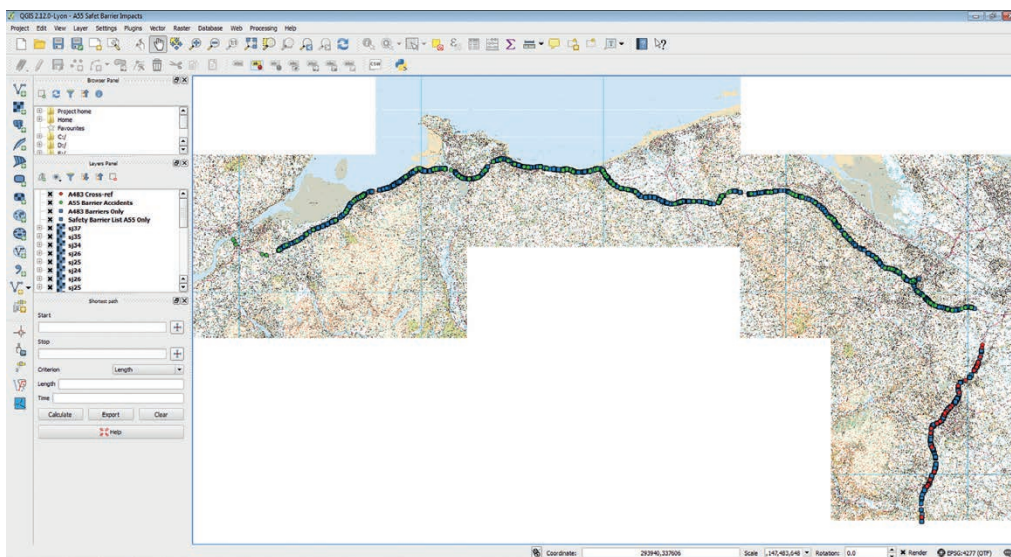 QGIS 2.12.0-Lyon - A55 Safet Barrier Impacts
Project Edit View Layer Settings Plugins Vector Raster Database Web Processing Help
Browser Panel
Project home
Home
Favourites
C:/
D:/
Layers Panel
A483 Cross-ref
A55 Barrier Accidents
A483 Barriers Only
Safety Barrier List A55 Only
sj37
sj35
sj34
sj26
sj25
sj24
sj26
sj25
Shortest path
Start
Stop
Criterion Length
Length
Time
Calculate Export Clear
Help
Coordinate: 293940,337606 Scale ,147,483,648 Rotation: 0.0 Render EPSG:4277 (OTF)